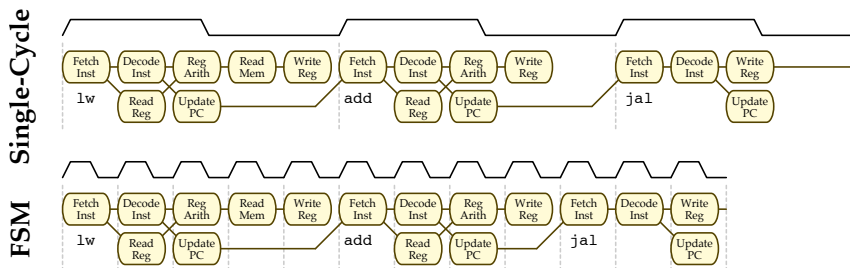 Single-Cycle
Fetch Inst
Decode Inst
Reg Arith
Read Mem
Write Reg
Fetch Inst
Decode Inst
Reg Arith
Write Reg
Fetch Inst
Decode Inst
Write Reg
lw
Read Reg
Update PC
add
Read Reg
Update PC
jal
Update PC
FSM
Fetch Inst
Decode Inst
Reg Arith
Read Mem
Write Reg
Fetch Inst
Decode Inst
Reg Arith
Write Reg
Fetch Inst
Decode Inst
Write Reg
lw
Read Reg
Update PC
add
Read Reg
Update PC
jal
Update PC